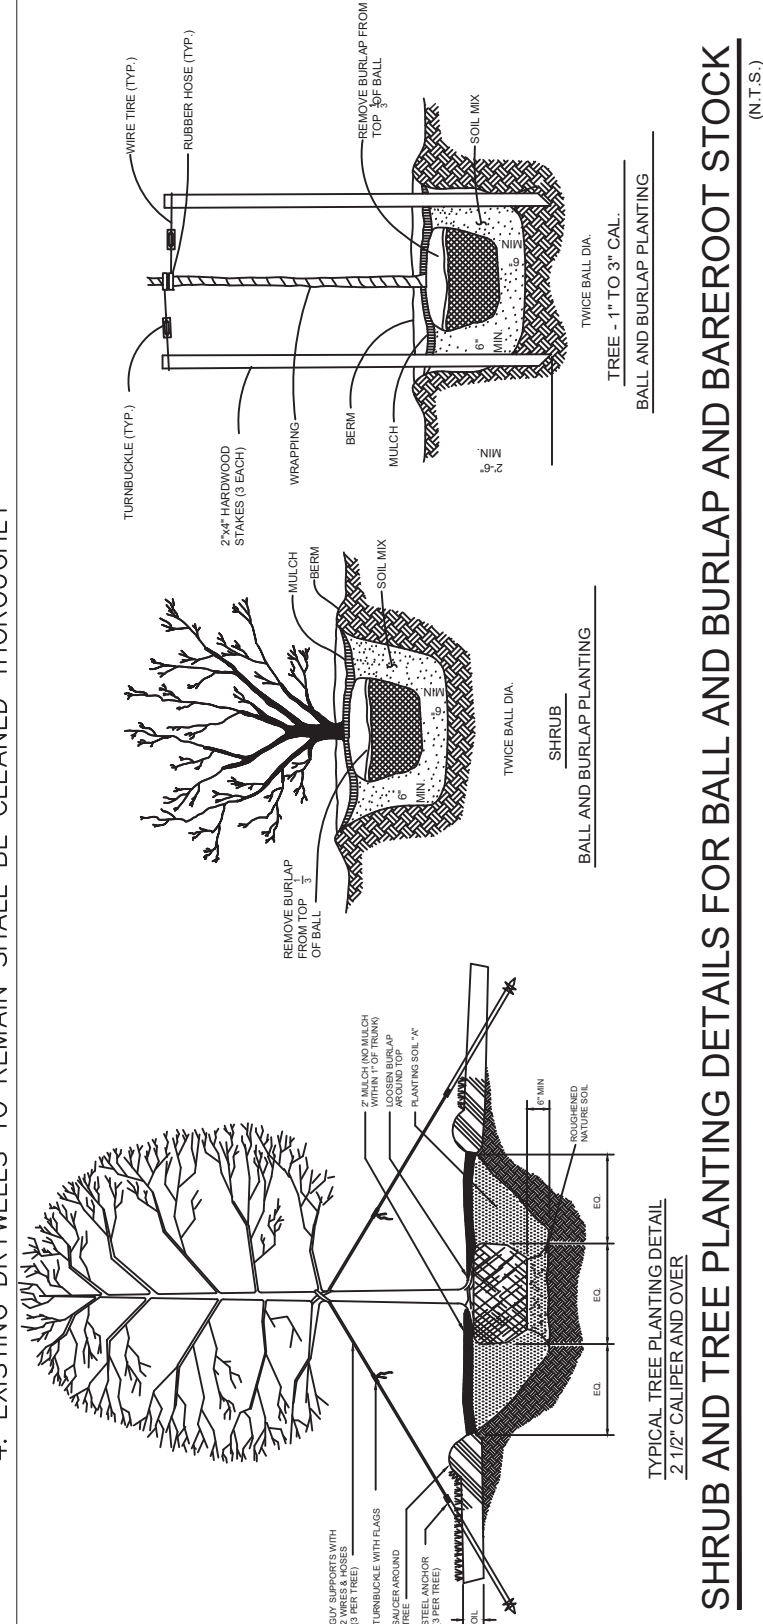 4. EXISTING DRYWELLS TO REMAIN SHALL BE CLEANED THOROUGHLY
GUY SUPPORTS WITH
2 WIRES & HOSES
(3 PER TREE)
TURNBUCKLE WITH FLAGS
SAUCER AROUND
TREE
STEEL ANCHOR
(3 PER TREE)
2" MULCH (NO MULCH
WITHIN 1" OF TRUNK)
LOOSEN BURLAP
AROUND TOP
PLANTING SOIL "A"
6" MIN
ROUGHENED
NATURE SOIL
EQ.
EQ.
EQ.
TYPICAL TREE PLANTING DETAIL
2 1/2" CALIPER AND OVER
REMOVE BURLAP
FROM TOP 1/3
OF BALL
MULCH
BERM
SOIL MIX
6"
MIN.
6"
MIN.
TWICE BALL DIA.
SHRUB
BALL AND BURLAP PLANTING
TURNBUCKLE (TYP.)
WIRE TIRE (TYP.)
RUBBER HOSE (TYP.)
2"x4" HARDWOOD
STAKES (3 EACH)
WRAPPING
BERM
MULCH
REMOVE BURLAP FROM
TOP 1/3 OF BALL
SOIL MIX
6"
MIN.
6"
MIN.
2'-6"
MIN.
TWICE BALL DIA.
TREE - 1" TO 3" CAL.
BALL AND BURLAP PLANTING
SHRUB AND TREE PLANTING DETAILS FOR BALL AND BURLAP AND BAREROOT STOCK
(N.T.S.)